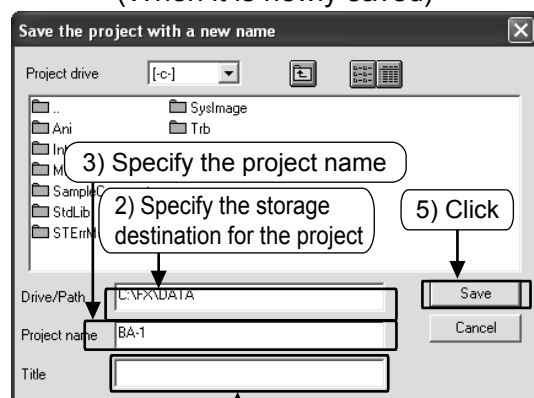 (When it is newly saved)
Save the project with a new name
Project drive [-c-]
.. SysImage
Ani Trb
3) Specify the project name
2) Specify the storage
destination for the project
5) Click
StdLib
Drive/Path C:\FX\DATA Save
Project name BA-1 Cancel
Title